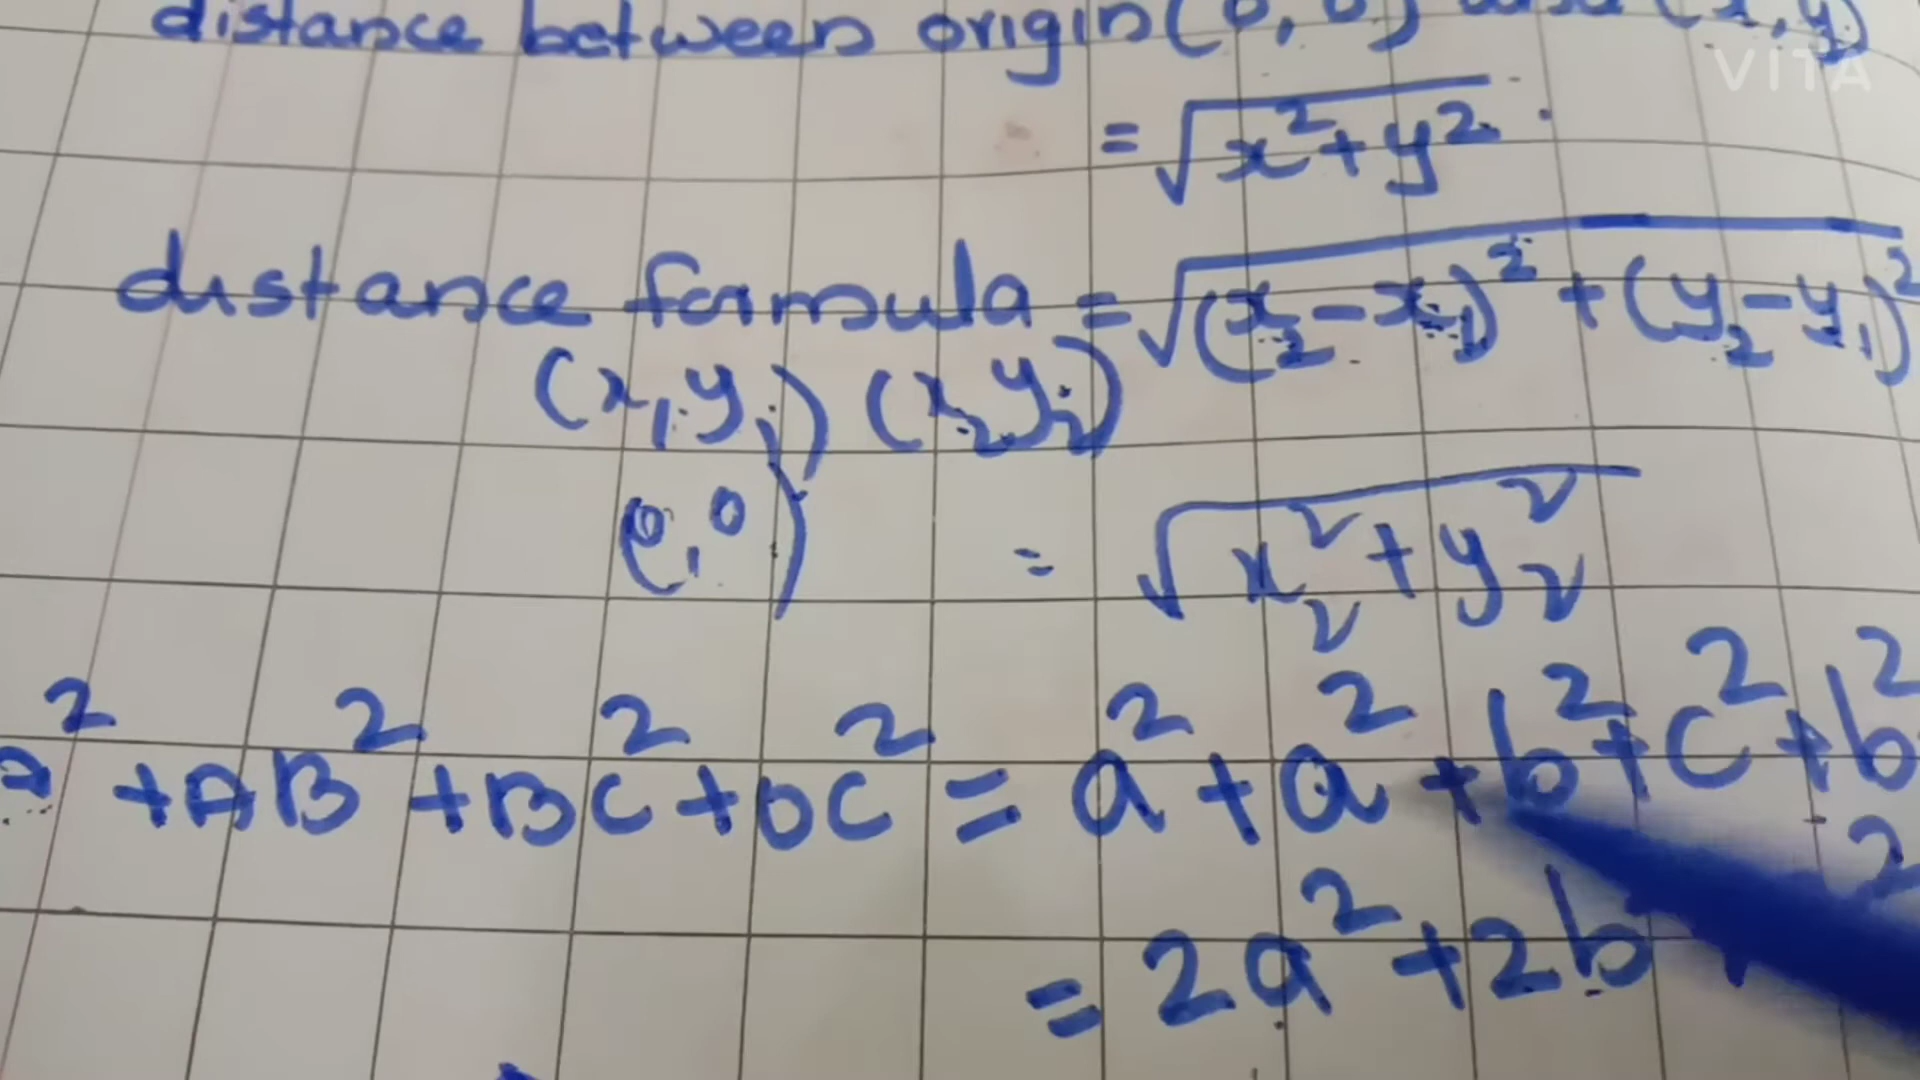 distance between origin (0, 0) and (x, y)
VITA
= √x² + y² .
distance formula = √(x₂ - x₁)² + (y₂ - y₁)²
(x₁, y₁) (x₂ y₂)
(0, 0) = √x₂² + y₂²
² + AB² + BC² + OC² = a² + a² + b² + c² + b²
= 2a² + 2b